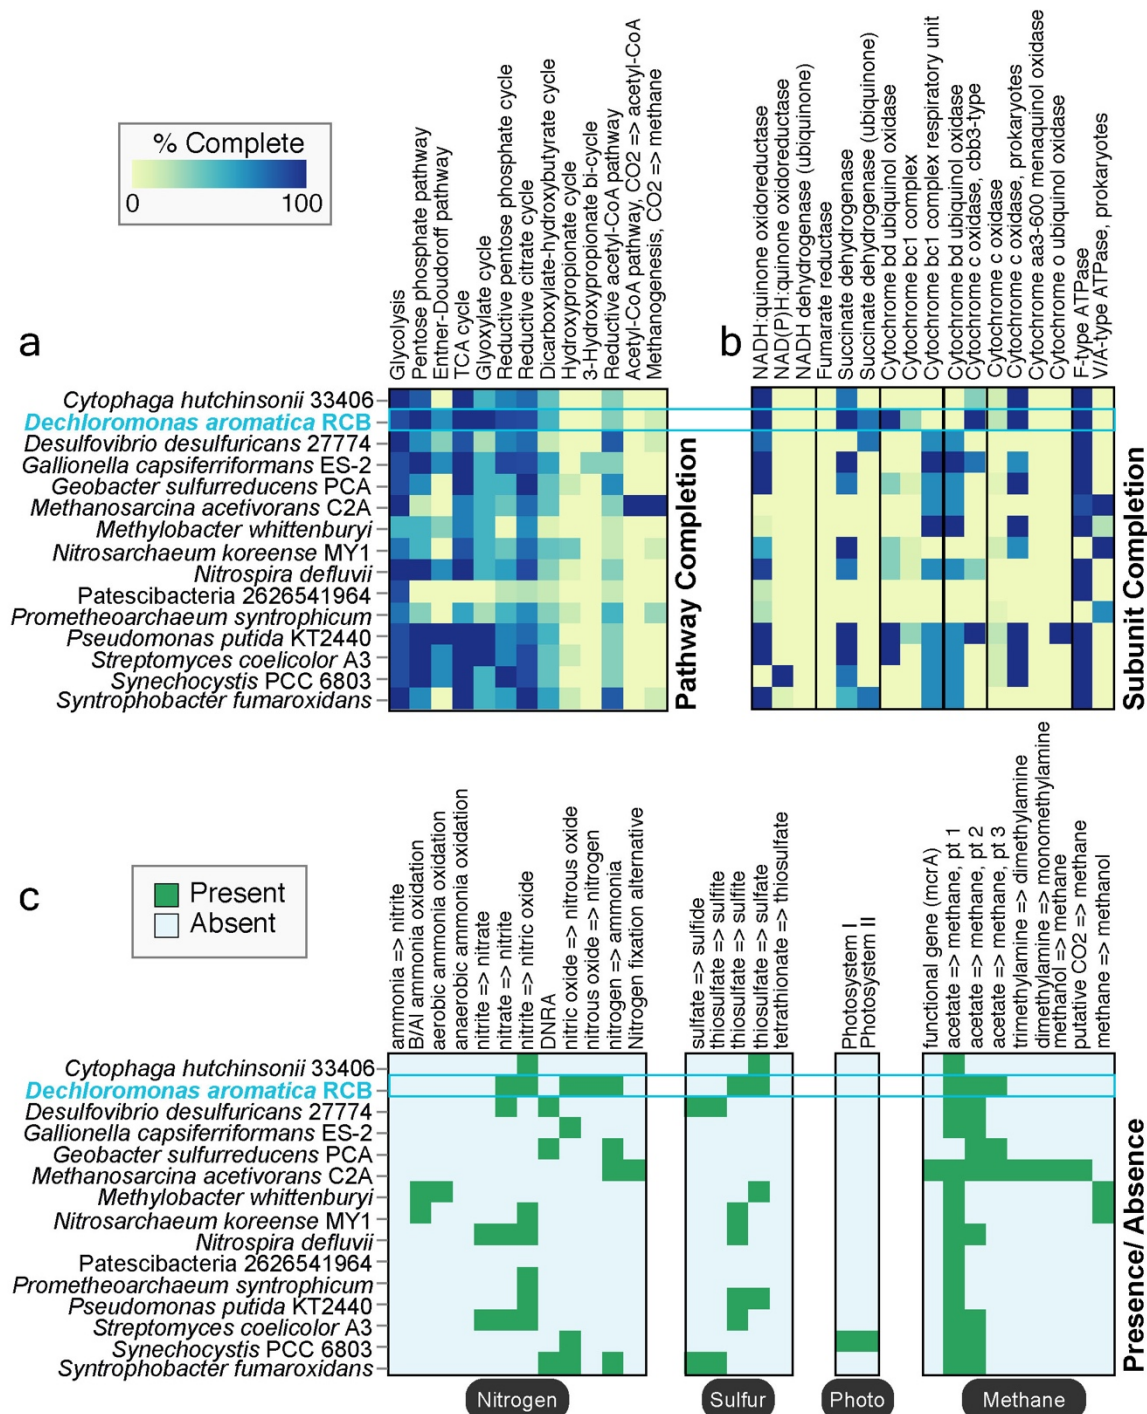 % Complete
0 100
a
Glycolysis
Pentose phosphate pathway
Entner-Doudoroff pathway
TCA cycle
Glyoxylate cycle
Reductive pentose phosphate cycle
Reductive citrate cycle
Dicarboxylate-hydroxybutyrate cycle
Hydroxypropionate cycle
3-Hydroxypropionate bi-cycle
Reductive acetyl-CoA pathway
Acetyl-CoA pathway, CO2 => acetyl-CoA
Methanogenesis, CO2 => methane
b
NADH:quinone oxidoreductase
NAD(P)H:quinone oxidoreductase
NADH dehydrogenase (ubiquinone)
Fumarate reductase
Succinate dehydrogenase
Succinate dehydrogenase (ubiquinone)
Cytochrome bd ubiquinol oxidase
Cytochrome bc1 complex
Cytochrome bc1 complex respiratory unit
Cytochrome bd ubiquinol oxidase
Cytochrome c oxidase, cbb3-type
Cytochrome c oxidase
Cytochrome c oxidase, prokaryotes
Cytochrome aa3-600 menaquinol oxidase
Cytochrome o ubiquinol oxidase
F-type ATPase
V/A-type ATPase, prokaryotes
Cytophaga hutchinsonii 33406
Dechloromonas aromatica RCB
Desulfovibrio desulfuricans 27774
Gallionella capsiferriformans ES-2
Geobacter sulfurreducens PCA
Methanosarcina acetivorans C2A
Methylobacter whittenburyi
Nitrosarchaeum koreense MY1
Nitrospira defluvii
Patescibacteria 2626541964
Prometheoarchaeum syntrophicum
Pseudomonas putida KT2440
Streptomyces coelicolor A3
Synechocystis PCC 6803
Syntrophobacter fumaroxidans
Pathway Completion
Subunit Completion
c
Present
Absent
ammonia => nitrite
B/AI ammonia oxidation
aerobic ammonia oxidation
anaerobic ammonia oxidation
nitrite => nitrate
nitrate => nitrite
nitrite => nitric oxide
DNRA
nitric oxide => nitrous oxide
nitrous oxide => nitrogen
nitrogen => ammonia
Nitrogen fixation alternative
sulfate => sulfide
thiosulfate => sulfite
thiosulfate => sulfite
thiosulfate => sulfate
tetrathionate => thiosulfate
Photosystem I
Photosystem II
functional gene (mcrA)
acetate => methane, pt 1
acetate => methane, pt 2
acetate => methane, pt 3
trimethylamine => dimethylamine
dimethylamine => monomethylamine
methanol => methane
putative CO2 => methane
methane => methanol
Cytophaga hutchinsonii 33406
Dechloromonas aromatica RCB
Desulfovibrio desulfuricans 27774
Gallionella capsiferriformans ES-2
Geobacter sulfurreducens PCA
Methanosarcina acetivorans C2A
Methylobacter whittenburyi
Nitrosarchaeum koreense MY1
Nitrospira defluvii
Patescibacteria 2626541964
Prometheoarchaeum syntrophicum
Pseudomonas putida KT2440
Streptomyces coelicolor A3
Synechocystis PCC 6803
Syntrophobacter fumaroxidans
Presence/ Absence
Nitrogen
Sulfur
Photo
Methane